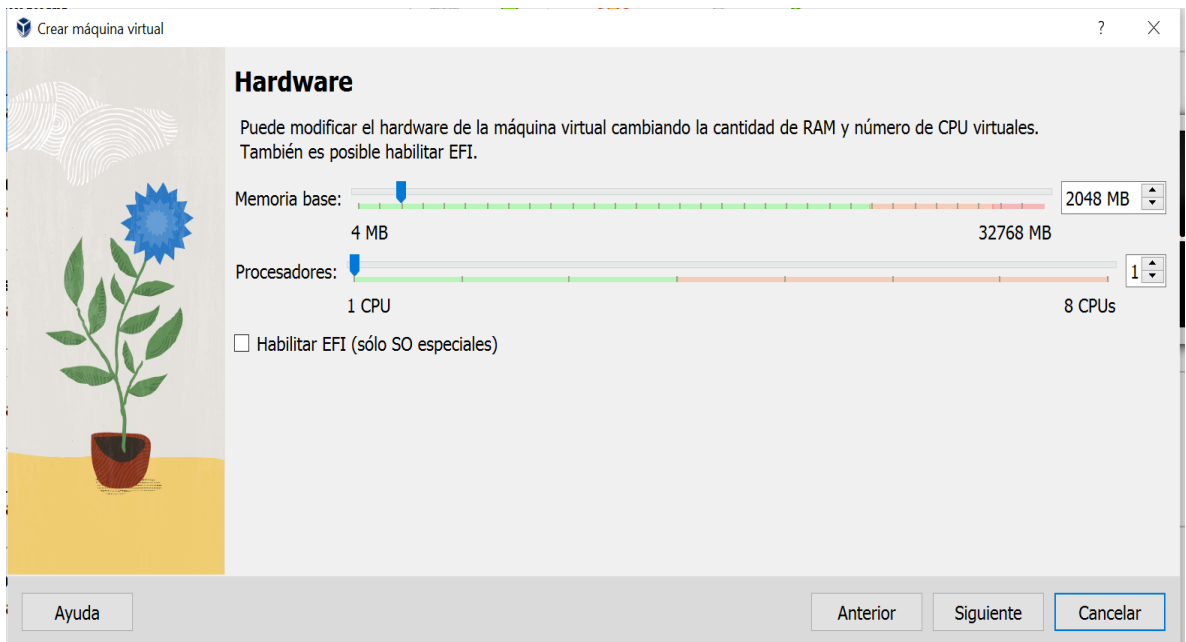 Crear máquina virtual
?
Hardware
Puede modificar el hardware de la máquina virtual cambiando la cantidad de RAM y número de CPU virtuales.
También es posible habilitar EFI.
Memoria base:
2048 MB
4 MB
32768 MB
Procesadores:
1
1 CPU
8 CPUs
Habilitar EFI (sólo SO especiales)
Ayuda
Anterior
Siguiente
Cancelar